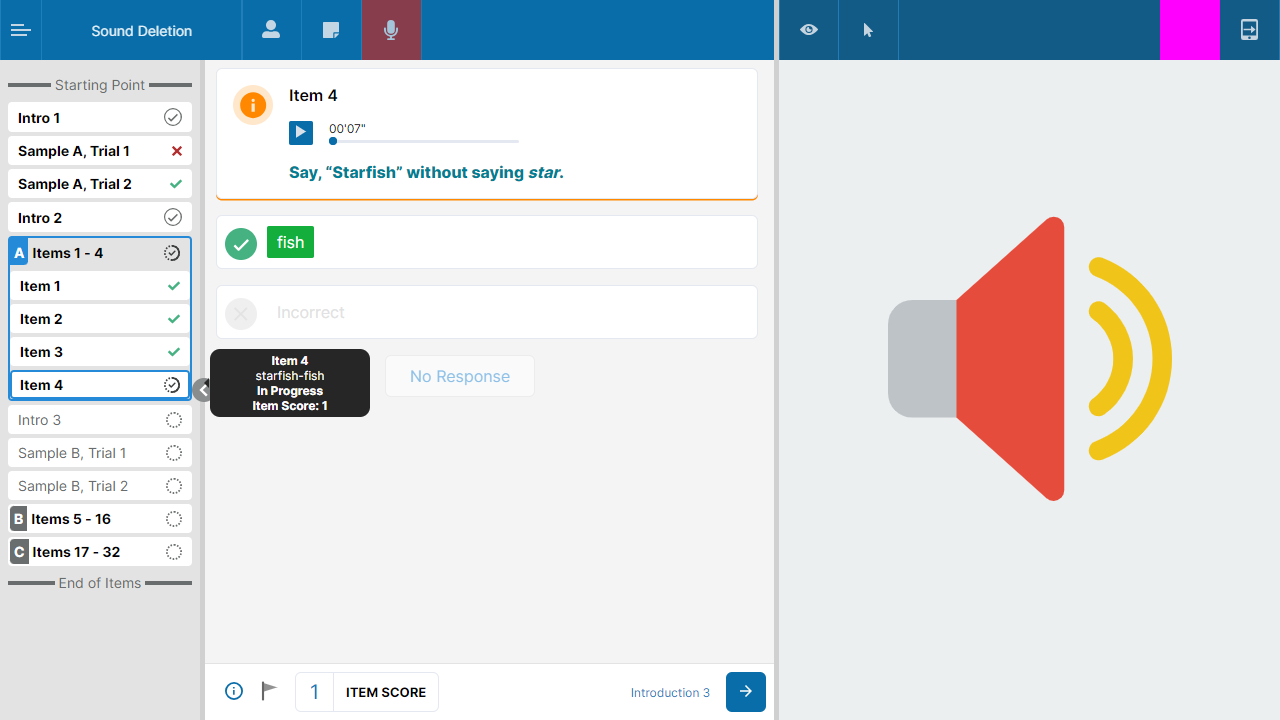 Sound Deletion
Starting Point
Intro 1
Sample A, Trial 1
Sample A, Trial 2
Intro 2
A Items 1 - 4
Item 1
Item 2
Item 3
Item 4
Intro 3
Sample B, Trial 1
Sample B, Trial 2
B Items 5 - 16
C Items 17 - 32
End of Items
Item 4
00'07"
Say, “Starfish” without saying star.
fish
Incorrect
Item 4
starfish-fish
In Progress
Item Score: 1
No Response
1 ITEM SCORE
Introduction 3